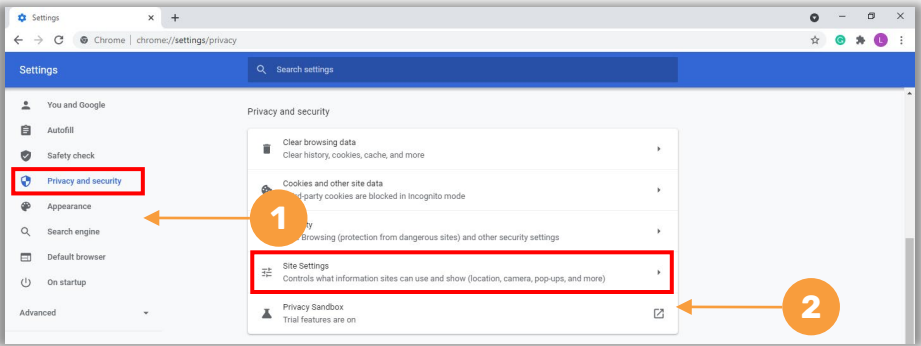 Settings
Chrome | chrome://settings/privacy
L
Settings
Search settings
You and Google
Autofill
Safety check
Privacy and security
Appearance
Search engine
Default browser
On startup
Advanced
Privacy and security
Clear browsing data
Clear history, cookies, cache, and more
Cookies and other site data
party cookies are blocked in Incognito mode
Browsing (protection from dangerous sites) and other security settings
Site Settings
Controls what information sites can use and show (location, camera, pop-ups, and more)
Privacy Sandbox
Trial features are on
1
2